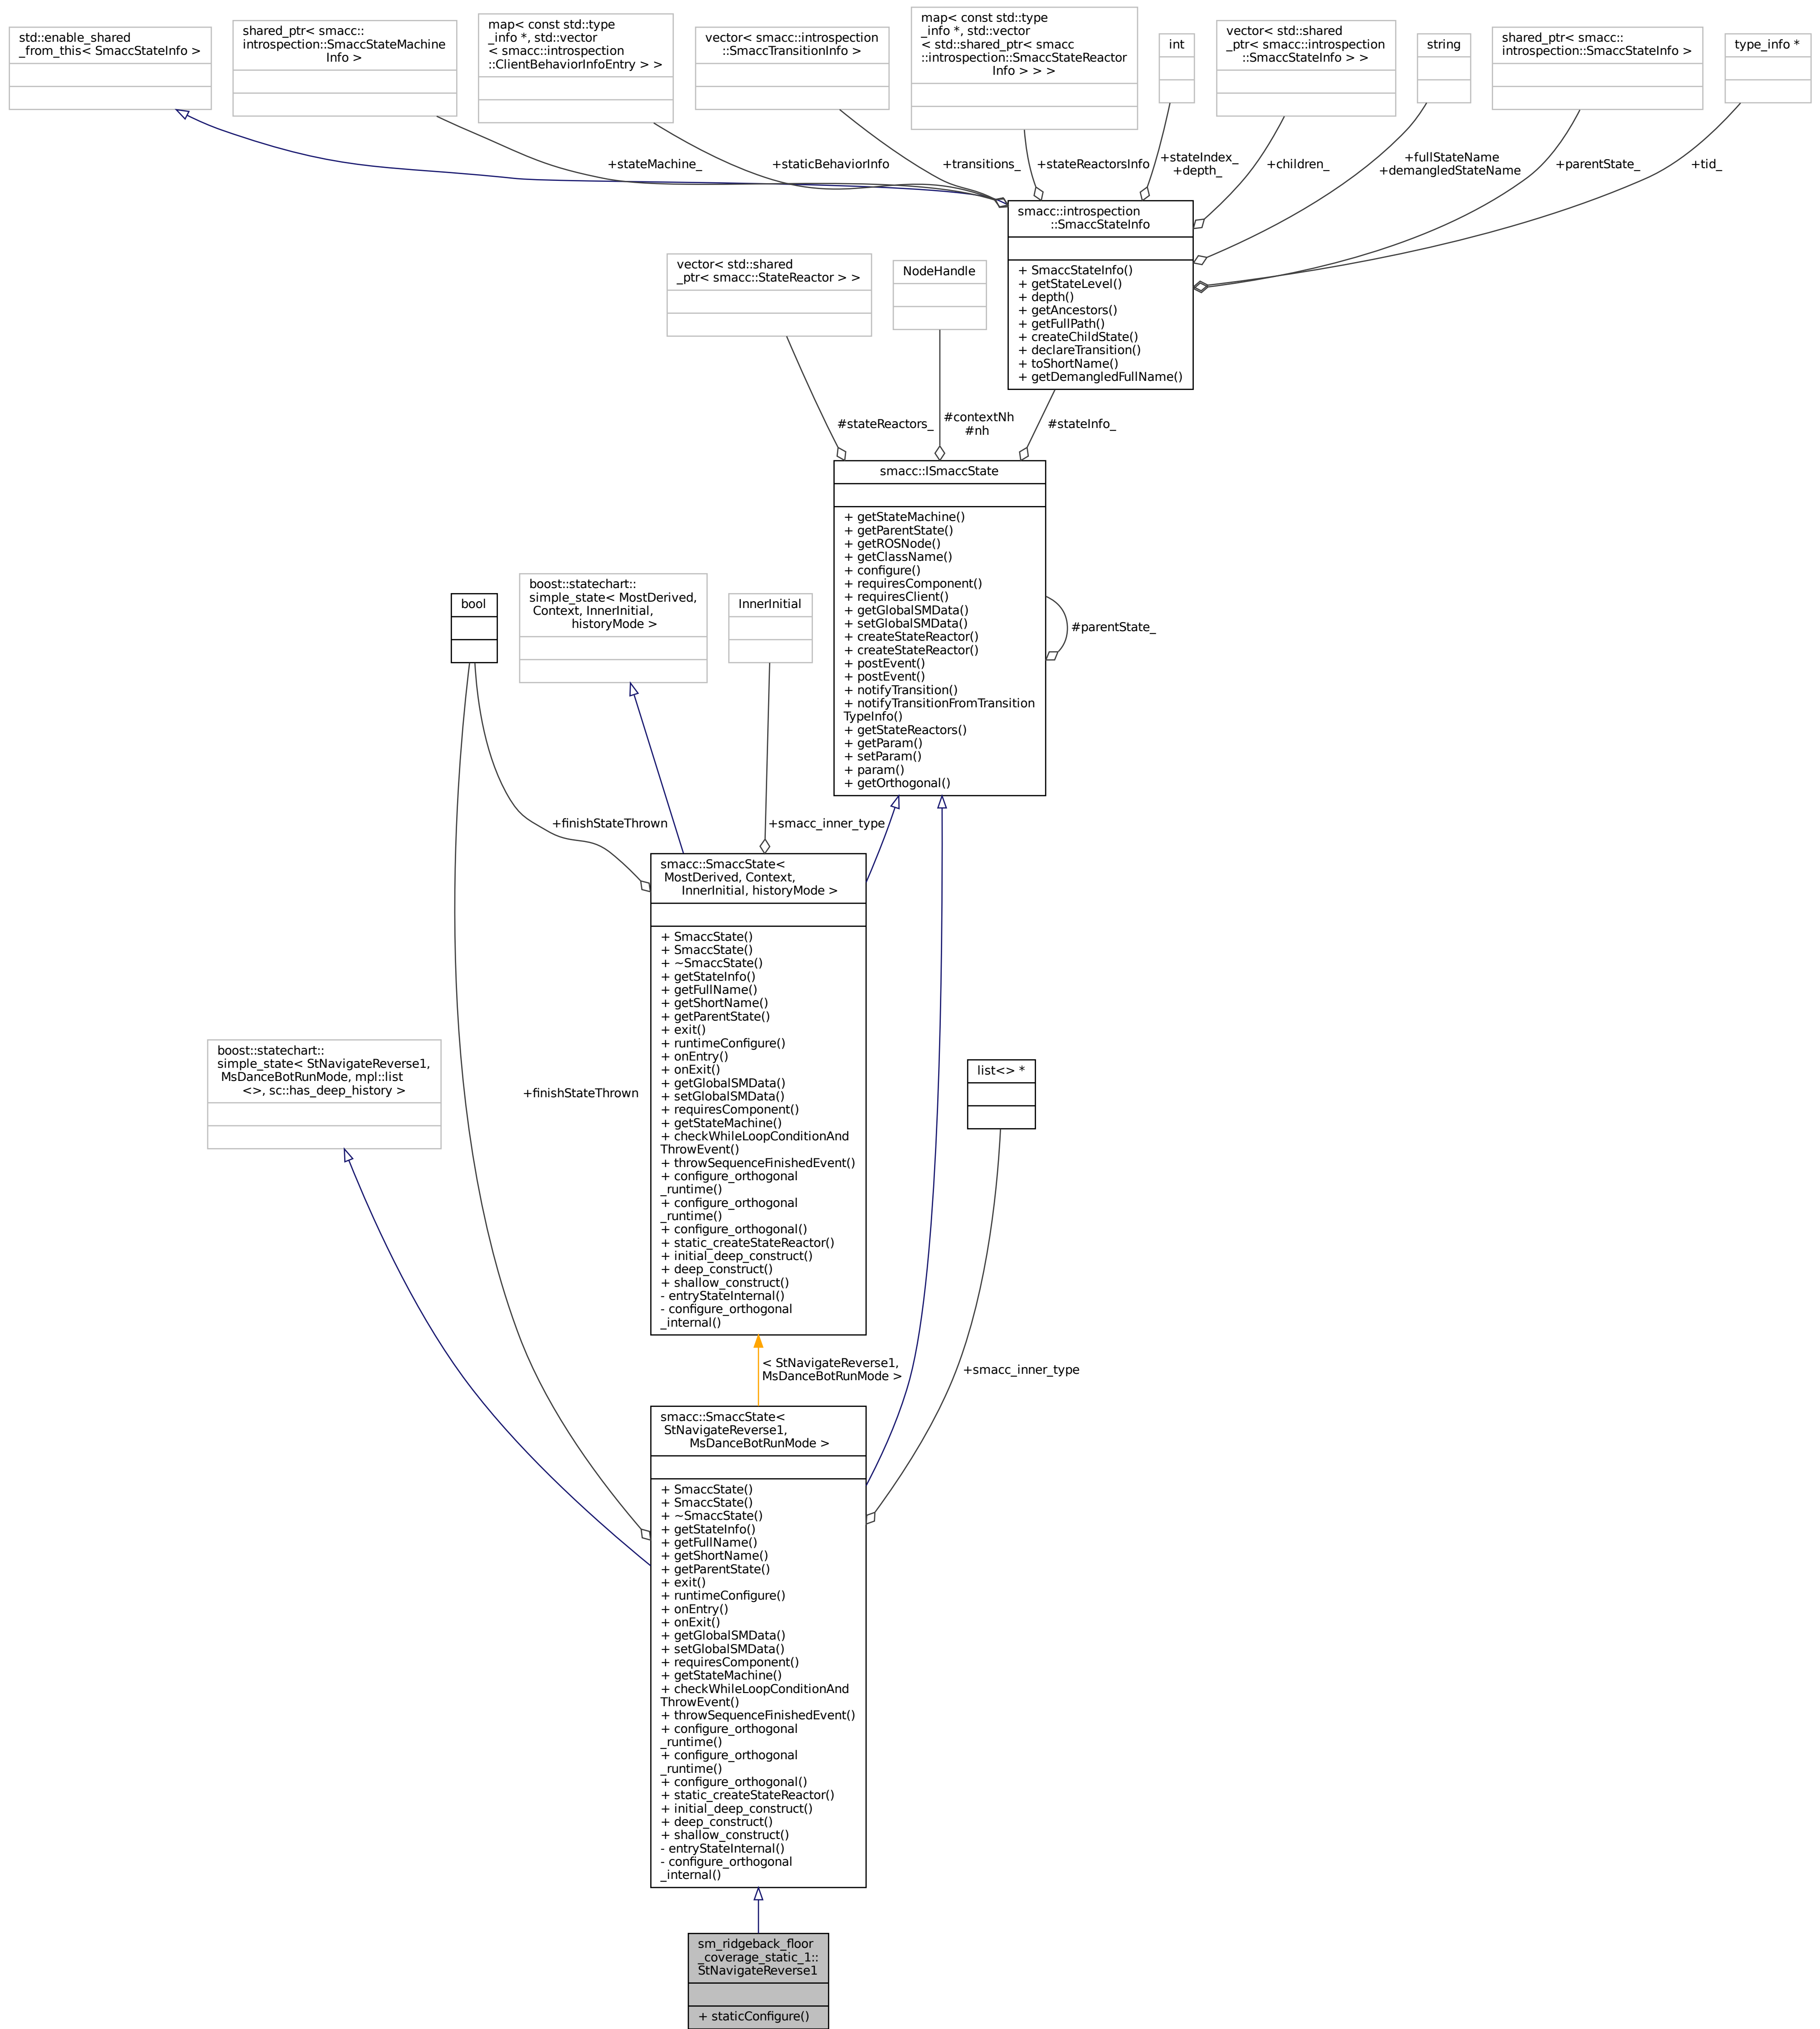 std::enable_shared
_from_this< SmaccStateInfo >
shared_ptr< smacc::
introspection::SmaccStateMachine
Info >
map< const std::type
_info *, std::vector
< smacc::introspection
::ClientBehaviorInfoEntry > >
vector< smacc::introspection
::SmaccTransitionInfo >
map< const std::type
_info *, std::vector
< std::shared_ptr< smacc
::introspection::SmaccStateReactor
Info > > >
int
vector< std::shared
_ptr< smacc::introspection
::SmaccStateInfo > >
string
shared_ptr< smacc::
introspection::SmaccStateInfo >
type_info *
+stateMachine_
+staticBehaviorInfo
+transitions_
+stateReactorsInfo
+stateIndex_
+depth_
+children_
+fullStateName
+demangledStateName
+parentState_
+tid_
smacc::introspection
::SmaccStateInfo
+ SmaccStateInfo()
+ getStateLevel()
+ depth()
+ getAncestors()
+ getFullPath()
+ createChildState()
+ declareTransition()
+ toShortName()
+ getDemangledFullName()
vector< std::shared
_ptr< smacc::StateReactor > >
NodeHandle
#stateReactors_
#contextNh
#nh
#stateInfo_
smacc::ISmaccState
+ getStateMachine()
+ getParentState()
+ getROSNode()
+ getClassName()
+ configure()
+ requiresComponent()
+ requiresClient()
+ getGlobalSMData()
+ setGlobalSMData()
+ createStateReactor()
+ createStateReactor()
+ postEvent()
+ postEvent()
+ notifyTransition()
+ notifyTransitionFromTransition
TypeInfo()
+ getStateReactors()
+ getParam()
+ setParam()
+ param()
+ getOrthogonal()
#parentState_
bool
boost::statechart::
simple_state< MostDerived,
Context, InnerInitial,
historyMode >
InnerInitial
+finishStateThrown
+smacc_inner_type
smacc::SmaccState<
MostDerived, Context,
InnerInitial, historyMode >
+ SmaccState()
+ SmaccState()
+ ~SmaccState()
+ getStateInfo()
+ getFullName()
+ getShortName()
+ getParentState()
+ exit()
+ runtimeConfigure()
+ onEntry()
+ onExit()
+ getGlobalSMData()
+ setGlobalSMData()
+ requiresComponent()
+ getStateMachine()
+ checkWhileLoopConditionAnd
ThrowEvent()
+ throwSequenceFinishedEvent()
+ configure_orthogonal
_runtime()
+ configure_orthogonal
_runtime()
+ configure_orthogonal()
+ static_createStateReactor()
+ initial_deep_construct()
+ deep_construct()
+ shallow_construct()
- entryStateInternal()
- configure_orthogonal
_internal()
boost::statechart::
simple_state< StNavigateReverse1,
MsDanceBotRunMode, mpl::list
<>, sc::has_deep_history >
+finishStateThrown
list<> *
< StNavigateReverse1,
MsDanceBotRunMode >
+smacc_inner_type
smacc::SmaccState<
StNavigateReverse1,
MsDanceBotRunMode >
+ SmaccState()
+ SmaccState()
+ ~SmaccState()
+ getStateInfo()
+ getFullName()
+ getShortName()
+ getParentState()
+ exit()
+ runtimeConfigure()
+ onEntry()
+ onExit()
+ getGlobalSMData()
+ setGlobalSMData()
+ requiresComponent()
+ getStateMachine()
+ checkWhileLoopConditionAnd
ThrowEvent()
+ throwSequenceFinishedEvent()
+ configure_orthogonal
_runtime()
+ configure_orthogonal
_runtime()
+ configure_orthogonal()
+ static_createStateReactor()
+ initial_deep_construct()
+ deep_construct()
+ shallow_construct()
- entryStateInternal()
- configure_orthogonal
_internal()
sm_ridgeback_floor
_coverage_static_1::
StNavigateReverse1
+ staticConfigure()